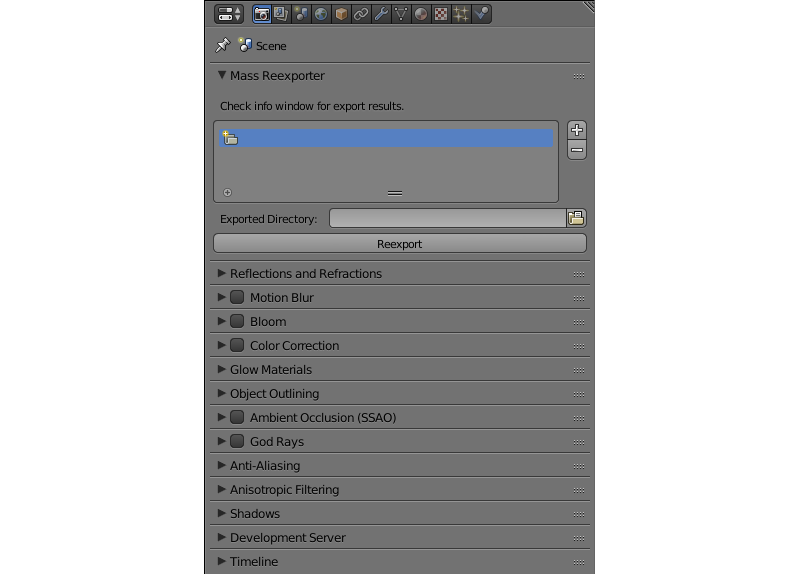 Scene
Mass Reexporter
Check info window for export results.
Exported Directory:
Reexport
Reflections and Refractions
Motion Blur
Bloom
Color Correction
Glow Materials
Object Outlining
Ambient Occlusion (SSAO)
God Rays
Anti-Aliasing
Anisotropic Filtering
Shadows
Development Server
Timeline